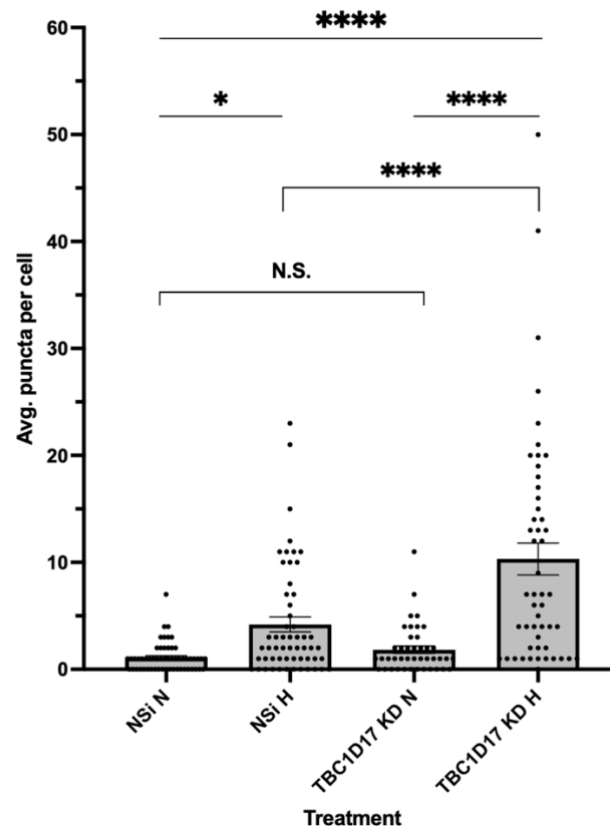 60
****
*
****
50
****
40
N.S.
30
20
10
0
Avg. puncta per cell
NSi N
NSi H
TBC1D17 KD N
TBC1D17 KD H
Treatment